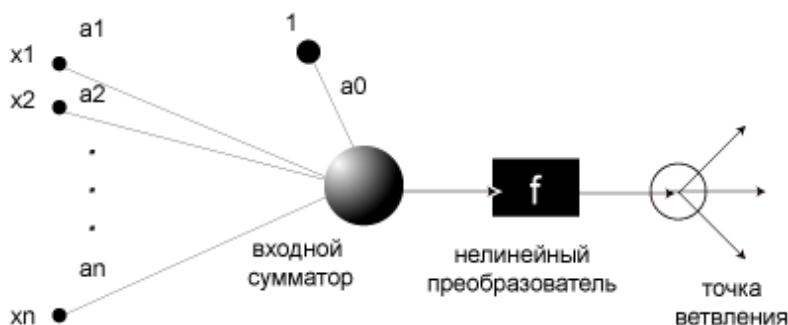 a1
1
x1
a2
a0
x2
f
an
входной
сумматор
нелинейный
преобразователь
точка
ветвления
xn